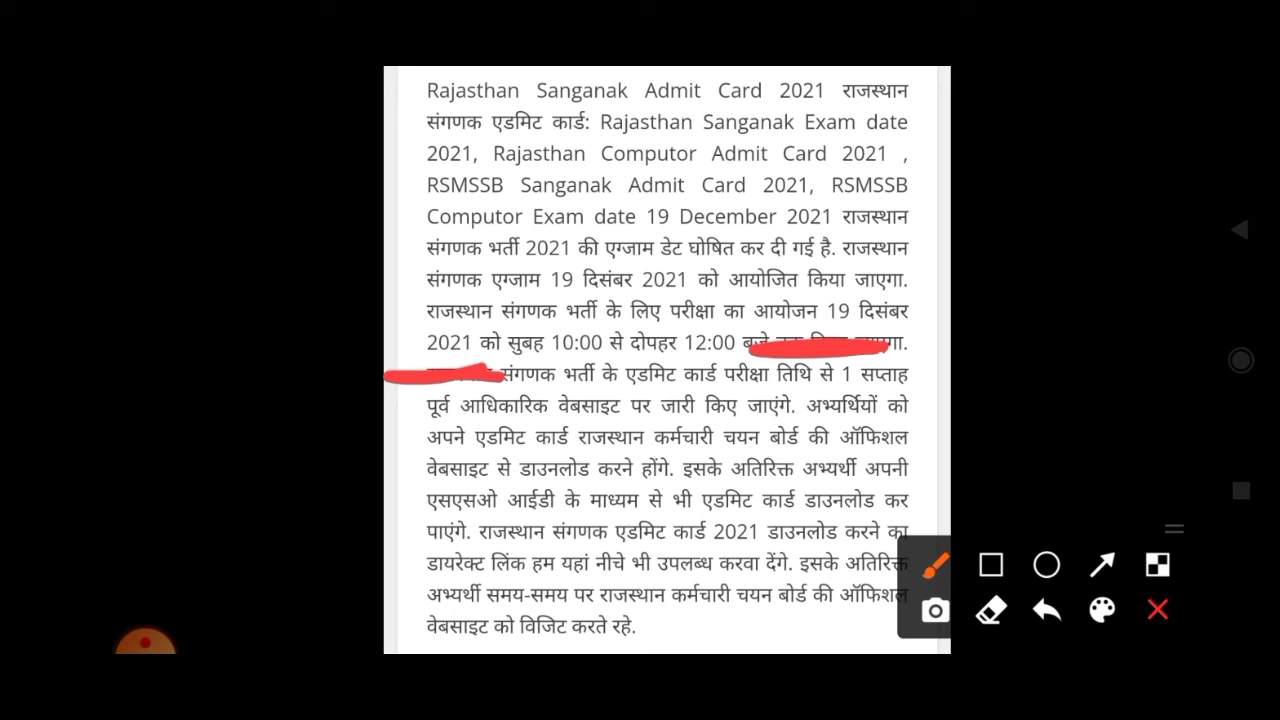 Rajasthan Sanganak Admit Card 2021 राजस्थान
संगणक एडमिट कार्ड: Rajasthan Sanganak Exam date
2021, Rajasthan Computor Admit Card 2021 ,
RSMSSB Sanganak Admit Card 2021, RSMSSB
Computor Exam date 19 December 2021 राजस्थान
संगणक भर्ती 2021 की एग्जाम डेट घोषित कर दी गई है. राजस्थान
संगणक एग्जाम 19 दिसंबर 2021 को आयोजित किया जाएगा.
राजस्थान संगणक भर्ती के लिए परीक्षा का आयोजन 19 दिसंबर
2021 को सुबह 10:00 से दोपहर 12:00 बजे
संगणक भर्ती के एडमिट कार्ड परीक्षा तिथि से 1 सप्ताह
पूर्व आधिकारिक वेबसाइट पर जारी किए जाएंगे. अभ्यर्थियों को
अपने एडमिट कार्ड राजस्थान कर्मचारी चयन बोर्ड की ऑफिशल
वेबसाइट से डाउनलोड करने होंगे. इसके अतिरिक्त अभ्यर्थी अपनी
एसएसओ आईडी के माध्यम से भी एडमिट कार्ड डाउनलोड कर
पाएंगे. राजस्थान संगणक एडमिट कार्ड 2021 डाउनलोड करने का
डायरेक्ट लिंक हम यहां नीचे भी उपलब्ध करवा देंगे. इसके अतिरिक्त
अभ्यर्थी समय-समय पर राजस्थान कर्मचारी चयन बोर्ड की ऑफिशल
वेबसाइट को विजिट करते रहे.